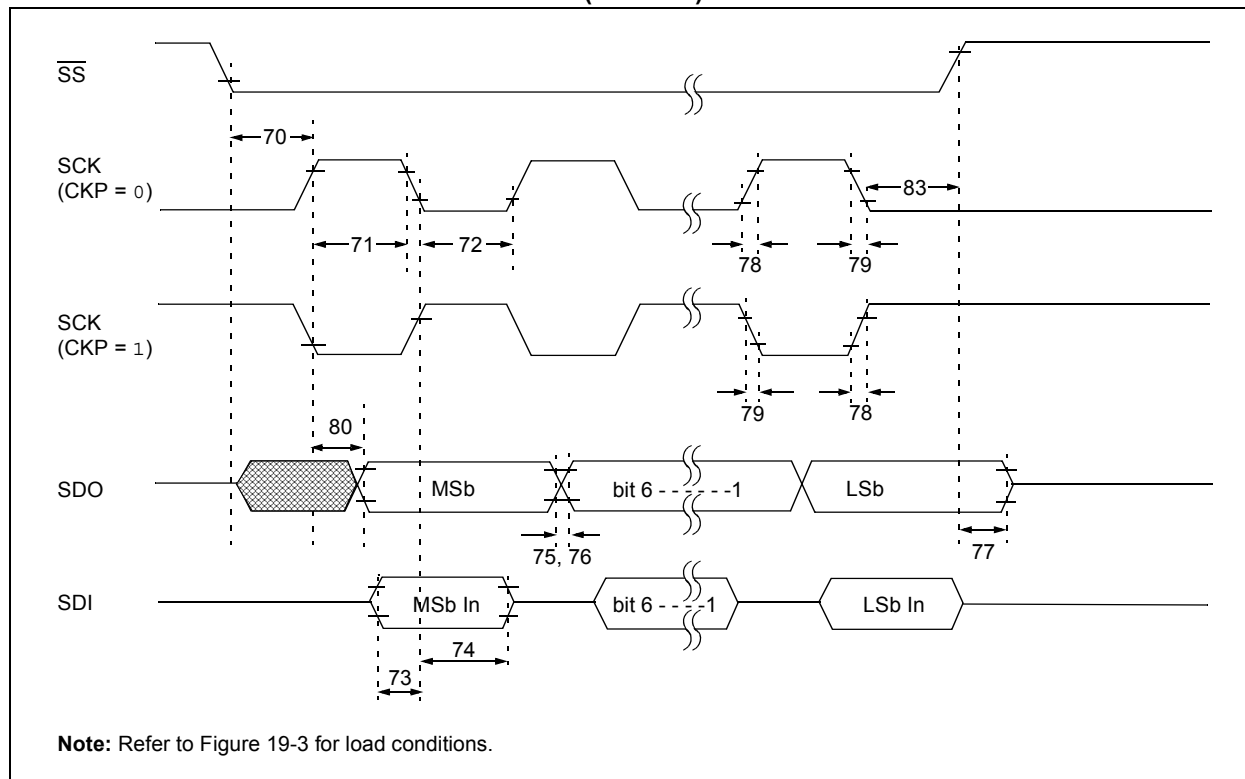 SS
70
SCK
(CKP = 0)
83
71
72
78
79
SCK
(CKP = 1)
79
78
80
SDO
MSb
bit 6 - - - - - -1
LSb
75, 76
77
SDI
MSb In
bit 6 - - - - -1
LSb In
74
73
Note: Refer to Figure 19-3 for load conditions.